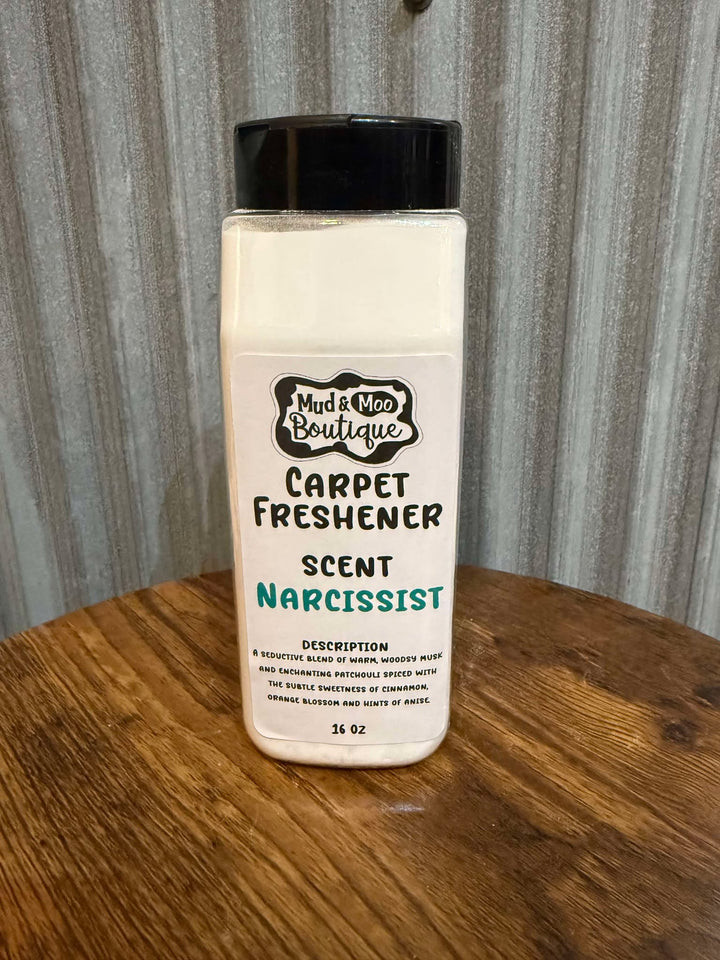 Mud & Moo
Boutique
CARPET
FRESHENER
SCENT
NARCISSIST
DESCRIPTION
A SEDUCTIVE BLEND OF WARM, WOODSY MUSK
AND ENCHANTING PATCHOULI SPICED WITH
THE SUBTLE SWEETNESS OF CINNAMON,
ORANGE BLOSSOM AND HINTS OF ANISE.
16 OZ